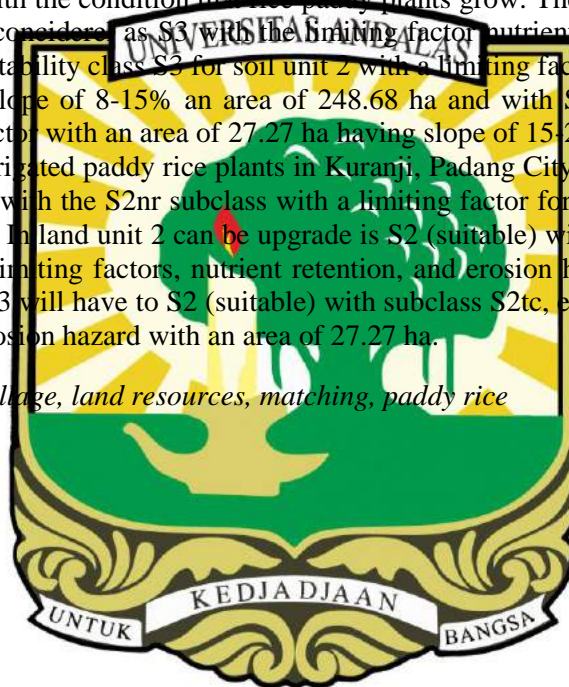 with the condition that rice paddy plants grow. The
considered as S3 with the limiting factor nutrient
UNIVERSITAS ANDALAS
tability class S3 for soil unit 2 with a limiting fac
lope of 8-15% an area of 248.68 ha and with S
ctor with an area of 27.27 ha having slope of 15-2
rigated paddy rice plants in Kuranji, Padang City
with the S2nr subclass with a limiting factor for
In land unit 2 can be upgrade is S2 (suitable) wi
imiting factors, nutrient retention, and erosion h
3 will have to S2 (suitable) with subclass S2tc, e
osion hazard with an area of 27.27 ha.
llage, land resources, matching, paddy rice
UNTUK KEDJADJAAN BANGSA